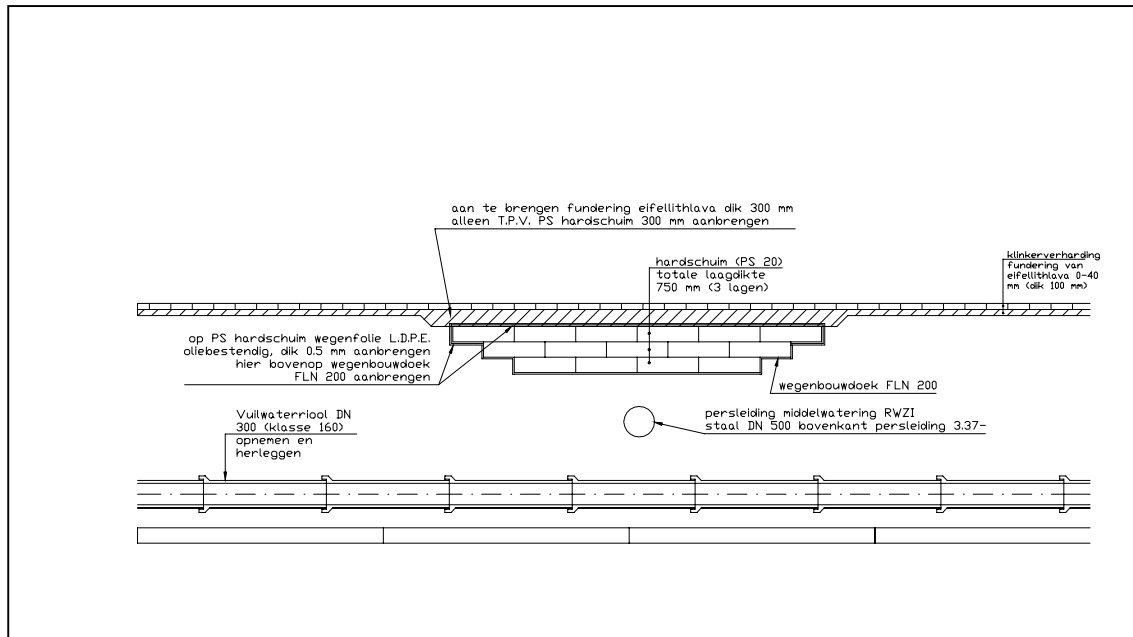 aan te brengen fundering eifellithlava dik 300 mm
alleen T.P.V. PS hardschuim 300 mm aanbrengen
hardschuim (PS 20)
totale laagdikte
750 mm (3 lagen)
klinkerverharding
fundering van
eifellithlava 0-40
mm (dik 100 mm)
op PS hardschuim wegenfolie L.D.P.E.
oliebestendig, dik 0.5 mm aanbrengen
hier bovenop wegenbouwdoek
FLN 200 aanbrengen
wegenbouwdoek FLN 200
Vuilwaterriool DN
300 (klasse 160)
opnemen en
herleggen
persleiding middelwatering RWZI
staal DN 500 bovenkant persleiding 3.37-